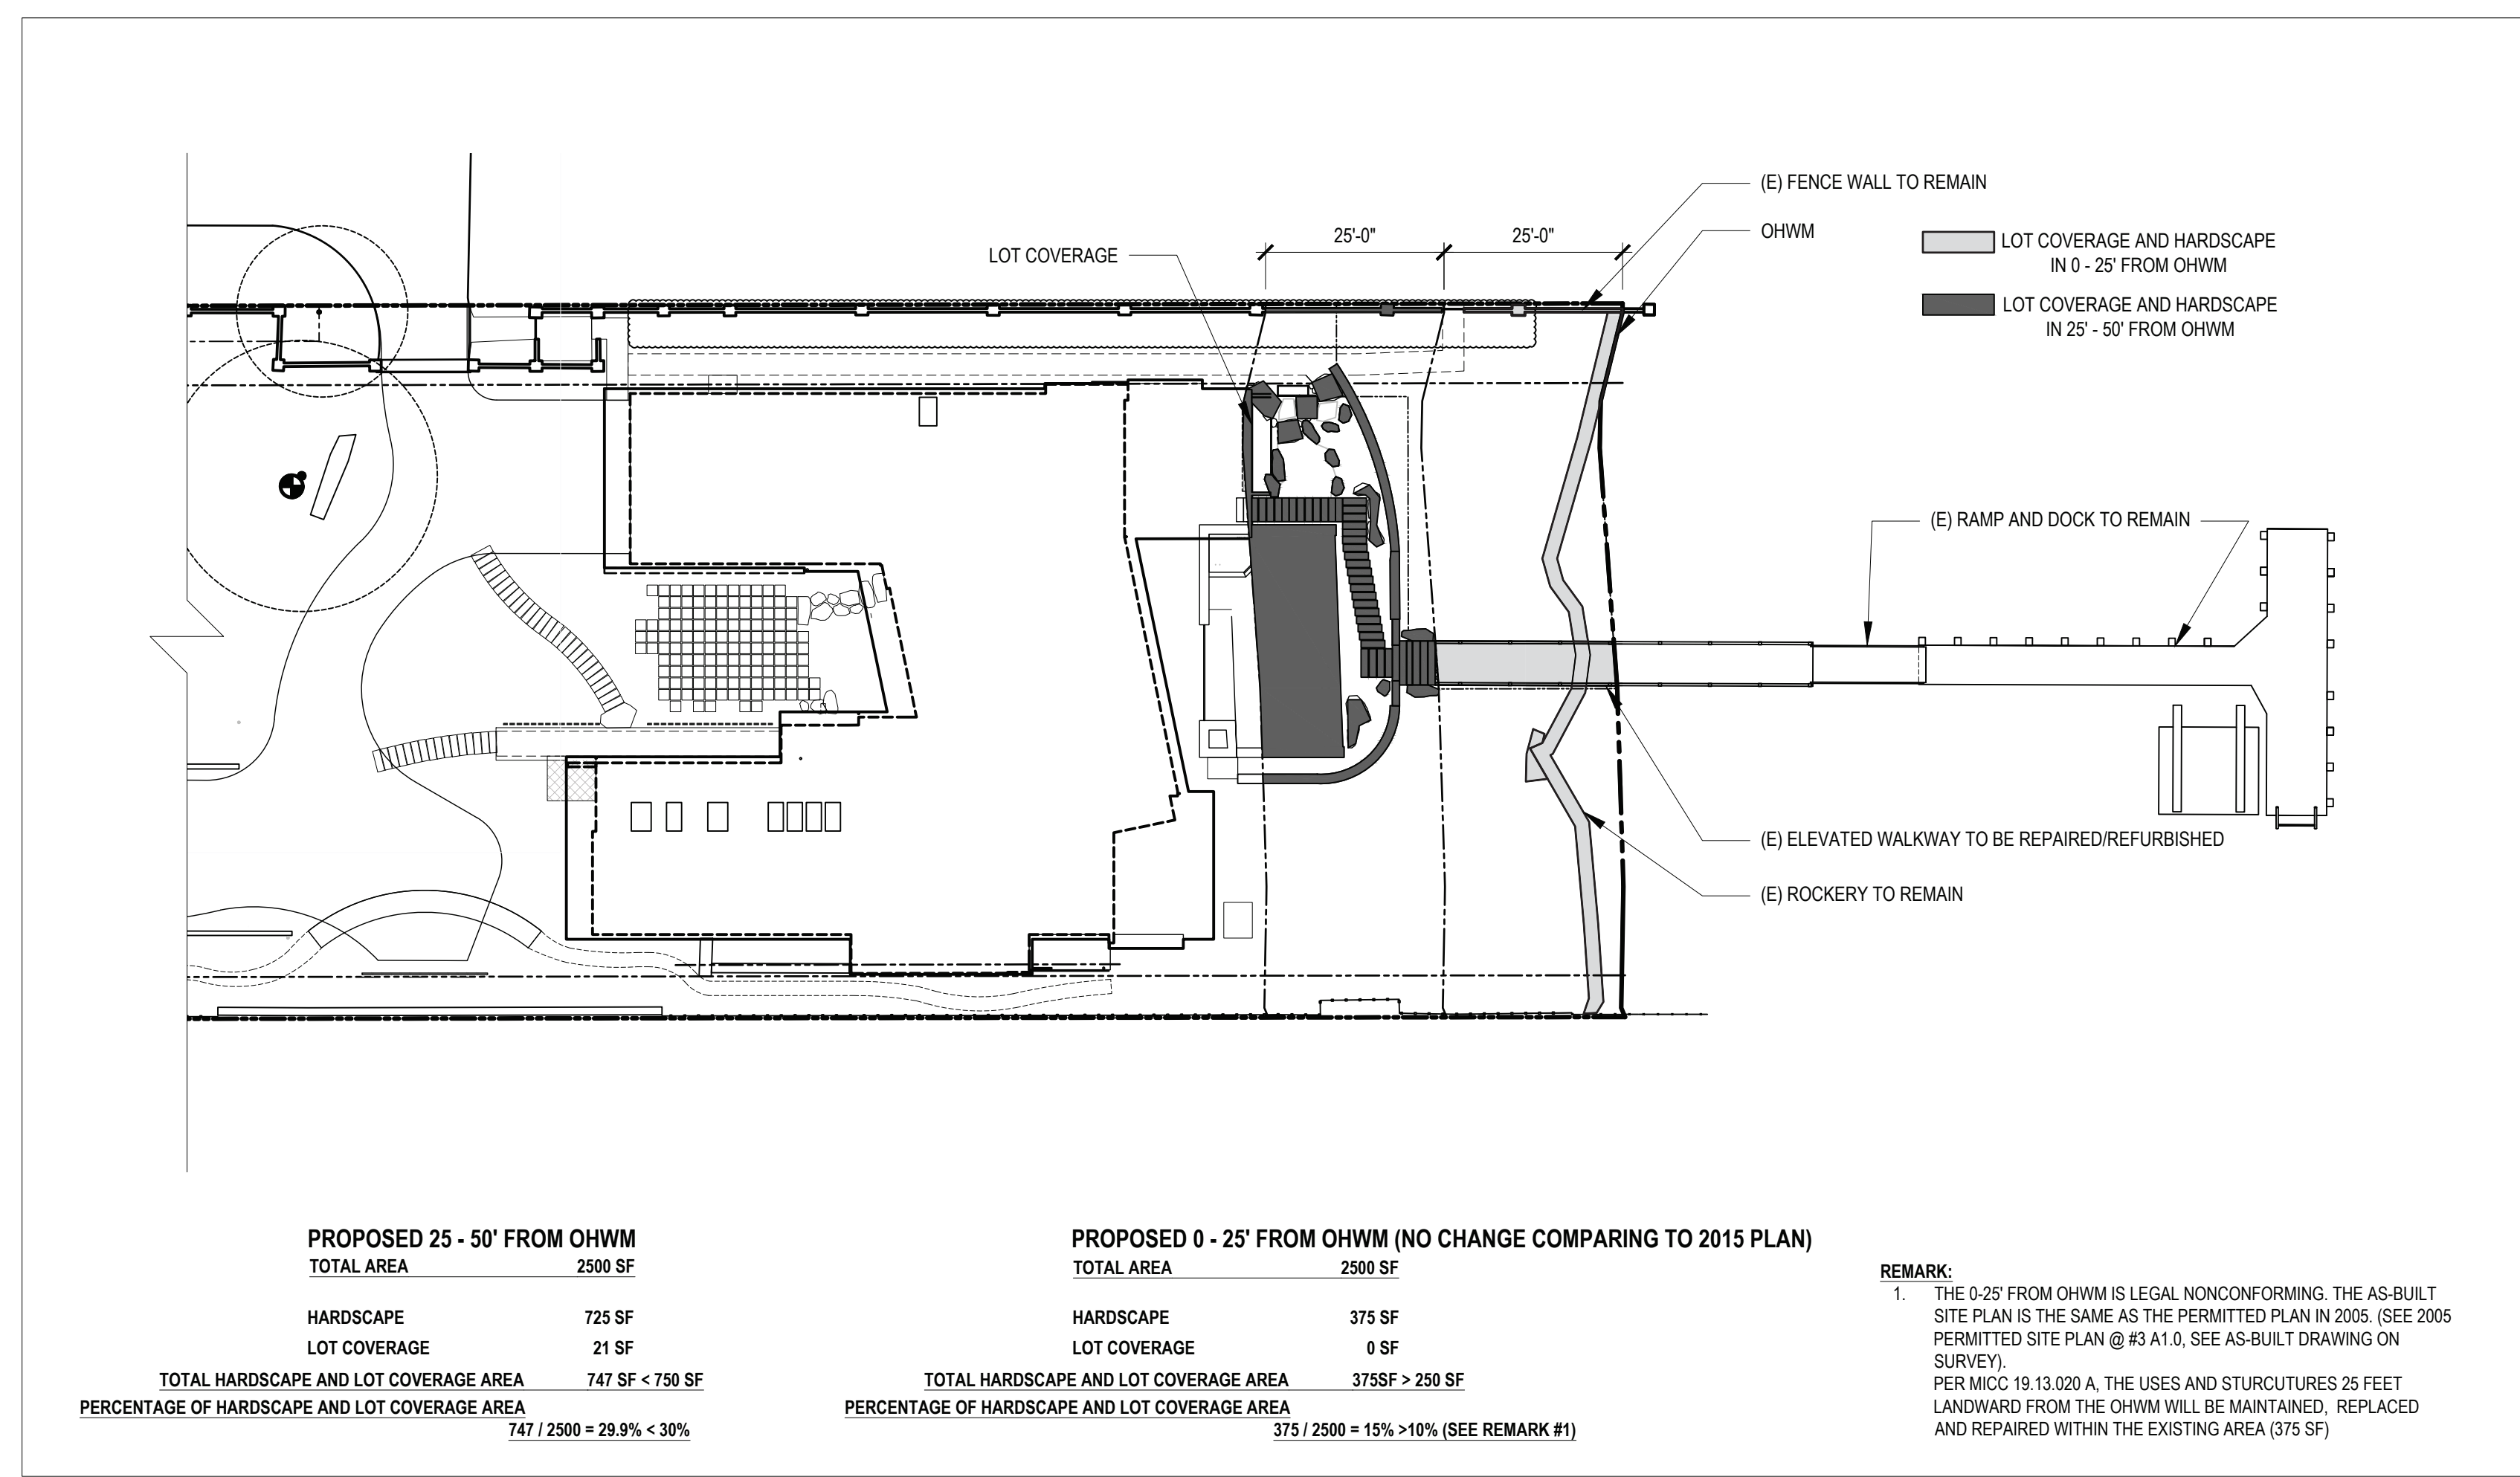 (E) FENCE WALL TO REMAIN
OHWM
25'-0"
25'-0"
LOT COVERAGE
LOT COVERAGE AND HARDSCAPE
IN 0 - 25' FROM OHWM
LOT COVERAGE AND HARDSCAPE
IN 25' - 50' FROM OHWM
(E) RAMP AND DOCK TO REMAIN
(E) ELEVATED WALKWAY TO BE REPAIRED/REFURBISHED
(E) ROCKERY TO REMAIN
PROPOSED 25 - 50' FROM OHWM
TOTAL AREA 2500 SF
HARDSCAPE 725 SF
LOT COVERAGE 21 SF
TOTAL HARDSCAPE AND LOT COVERAGE AREA 747 SF < 750 SF
PERCENTAGE OF HARDSCAPE AND LOT COVERAGE AREA
747 / 2500 = 29.9% < 30%
PROPOSED 0 - 25' FROM OHWM (NO CHANGE COMPARING TO 2015 PLAN)
TOTAL AREA 2500 SF
HARDSCAPE 375 SF
LOT COVERAGE 0 SF
TOTAL HARDSCAPE AND LOT COVERAGE AREA 375SF > 250 SF
PERCENTAGE OF HARDSCAPE AND LOT COVERAGE AREA
375 / 2500 = 15% >10% (SEE REMARK #1)
REMARK:
1. THE 0-25' FROM OHWM IS LEGAL NONCONFORMING. THE AS-BUILT
SITE PLAN IS THE SAME AS THE PERMITTED PLAN IN 2005. (SEE 2005
PERMITTED SITE PLAN @ #3 A1.0, SEE AS-BUILT DRAWING ON
SURVEY).
PER MICC 19.13.020 A, THE USES AND STURCUTURES 25 FEET
LANDWARD FROM THE OHWM WILL BE MAINTAINED, REPLACED
AND REPAIRED WITHIN THE EXISTING AREA (375 SF)